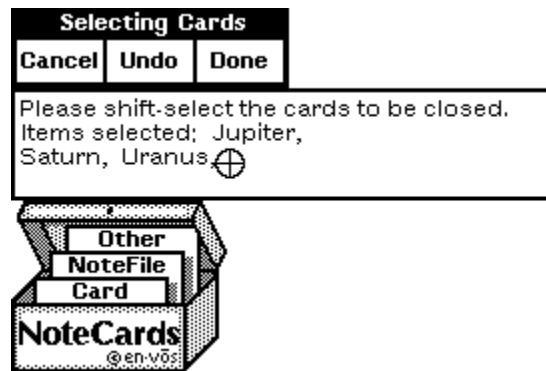 Selecting Cards
Cancel Undo Done
Please shift-select the cards to be closed.
Items selected: Jupiter,
Saturn, Uranus,
Other
NoteFile
Card
NoteCards
@en·vōs